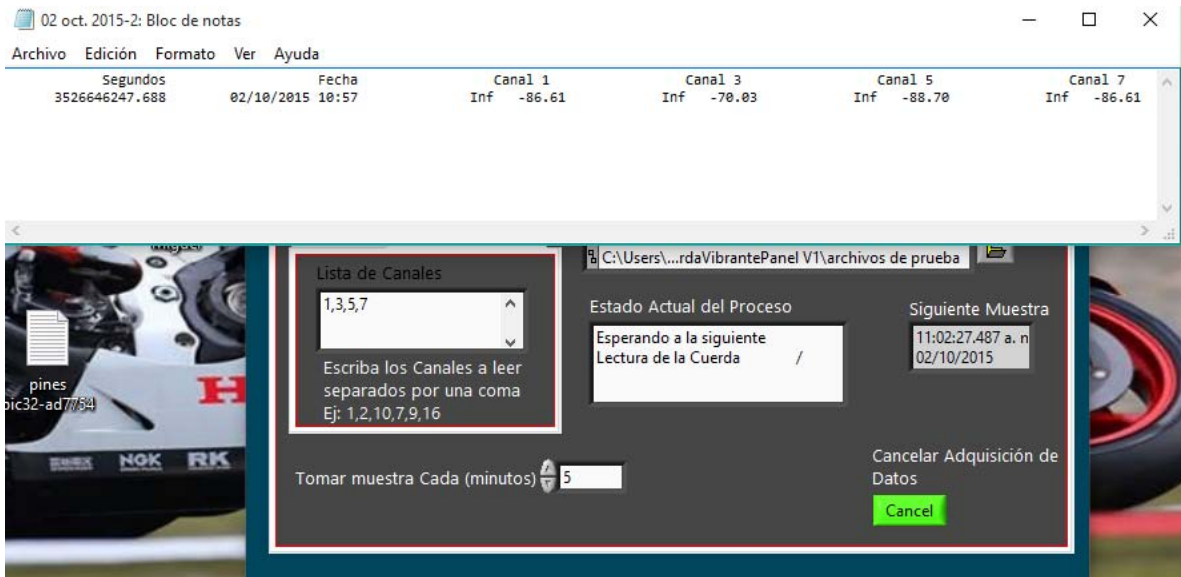 02 oct. 2015-2: Bloc de notas
Archivo Edición Formato Ver Ayuda
Segundos Fecha Canal 1 Canal 3 Canal 5 Canal 7
3526646247.688 02/10/2015 10:57 Inf -86.61 Inf -70.03 Inf -88.70 Inf -86.61
C:\Users\...rdaVibrantePanel V1\archivos de prueba
Lista de Canales
1,3,5,7
Escriba los Canales a leer
separados por una coma
Ej: 1,2,10,7,9,16
Estado Actual del Proceso
Esperando a la siguiente
Lectura de la Cuerda /
Siguiente Muestra
11:02:27.487 a.
02/10/2015
Tomar muestra Cada (minutos) 5
Cancelar Adquisición de
Datos
Cancel
pines
pic32-ad7754
H
NGK RK